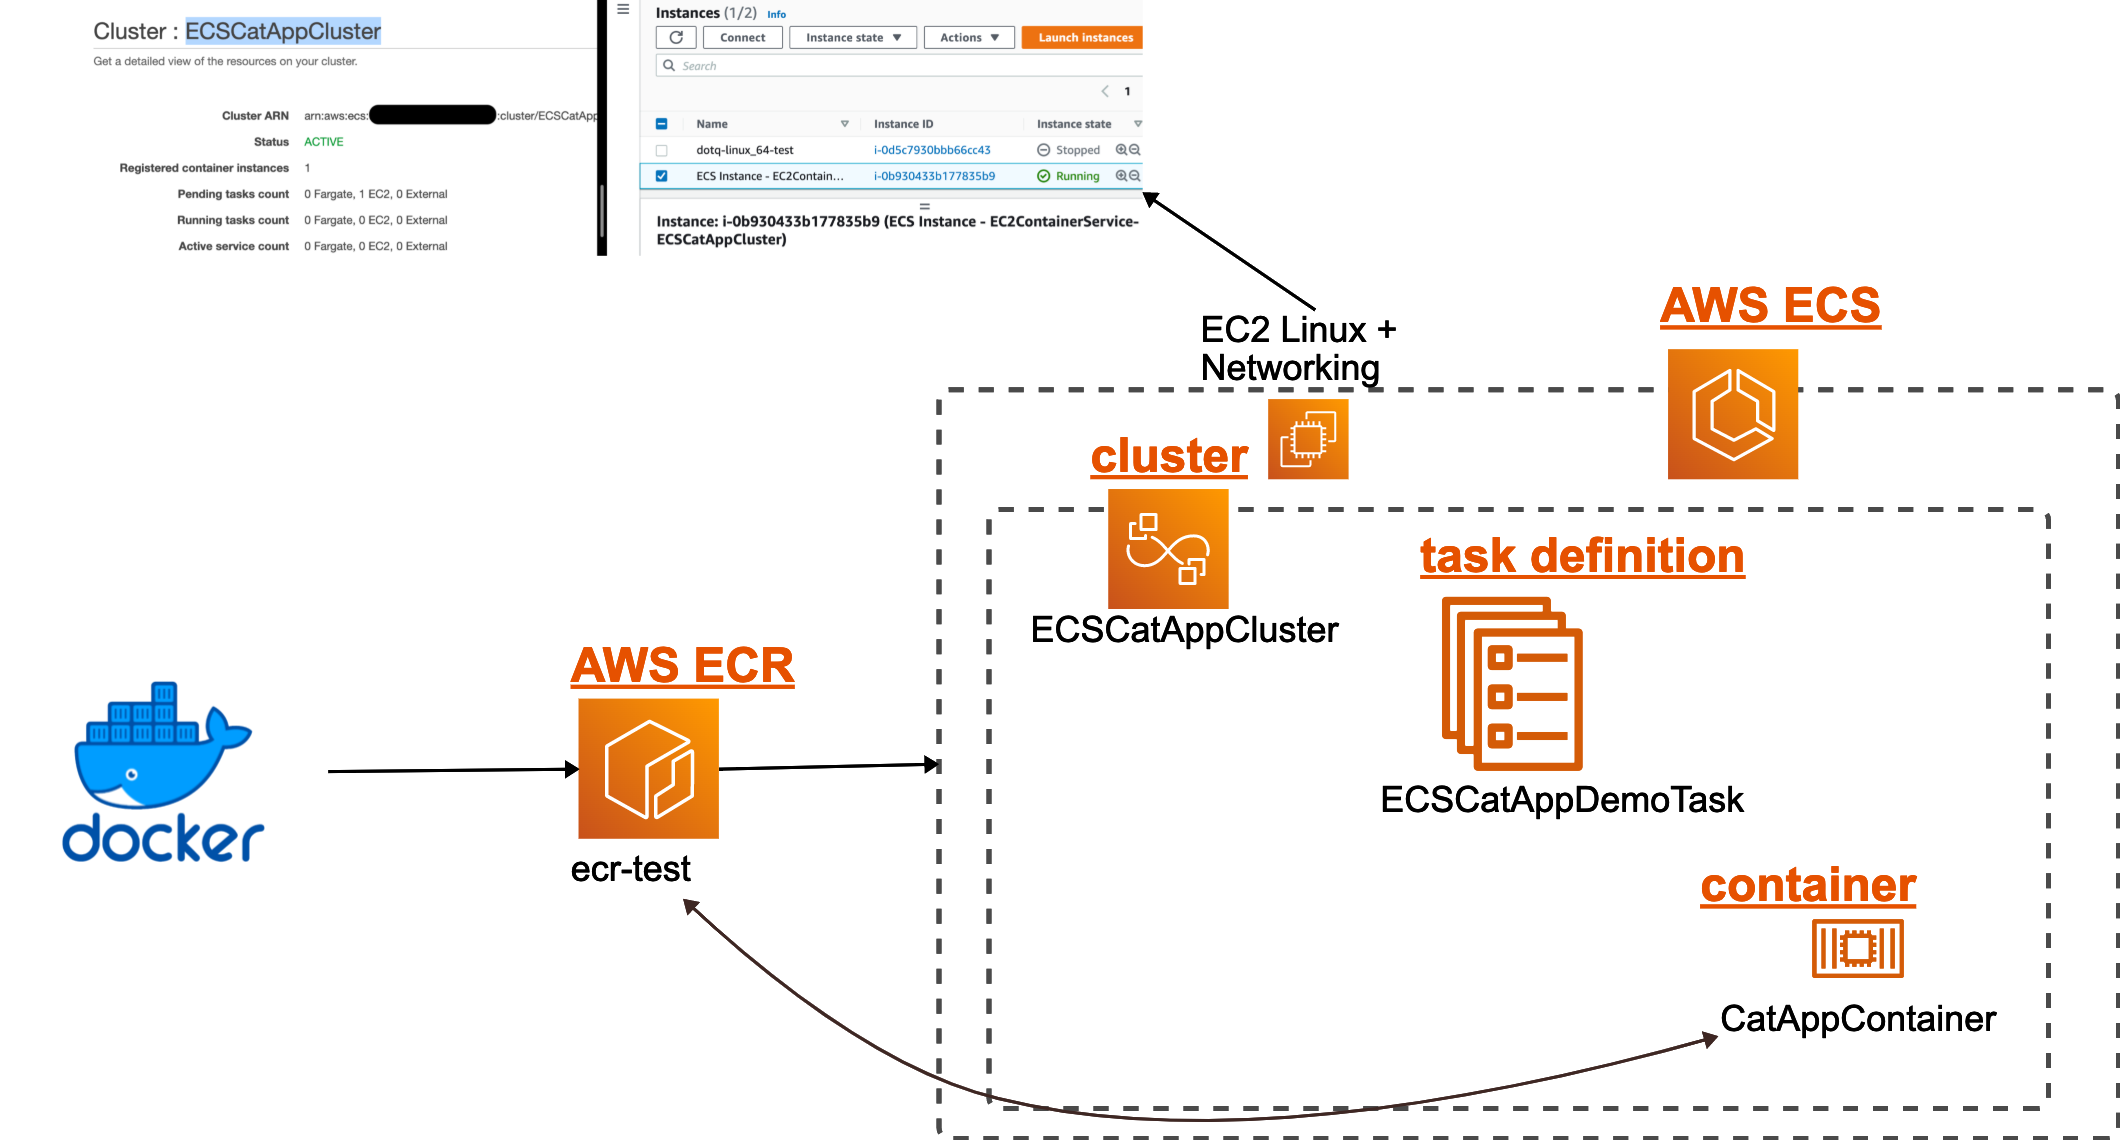 Cluster : ECSCatAppCluster
Get a detailed view of the resources on your cluster.
Cluster ARN arn:aws:ecs: :cluster/ECSCatApp
Status ACTIVE
Registered container instances 1
Pending tasks count 0 Fargate, 1 EC2, 0 External
Running tasks count 0 Fargate, 0 EC2, 0 External
Active service count 0 Fargate, 0 EC2, 0 External
Instances (1/2) Info
Connect Instance state Actions Launch instances
Search
1
Name Instance ID Instance state
dotq-linux_64-test i-0d5c7930bbb66cc43 Stopped
ECS Instance - EC2Contain... i-0b930433b177835b9 Running
Instance: i-0b930433b177835b9 (ECS Instance - EC2ContainerService-
ECSCatAppCluster)
EC2 Linux +
Networking
AWS ECS
cluster
ECSCatAppCluster
task definition
ECSCatAppDemoTask
AWS ECR
ecr-test
docker
container
CatAppContainer